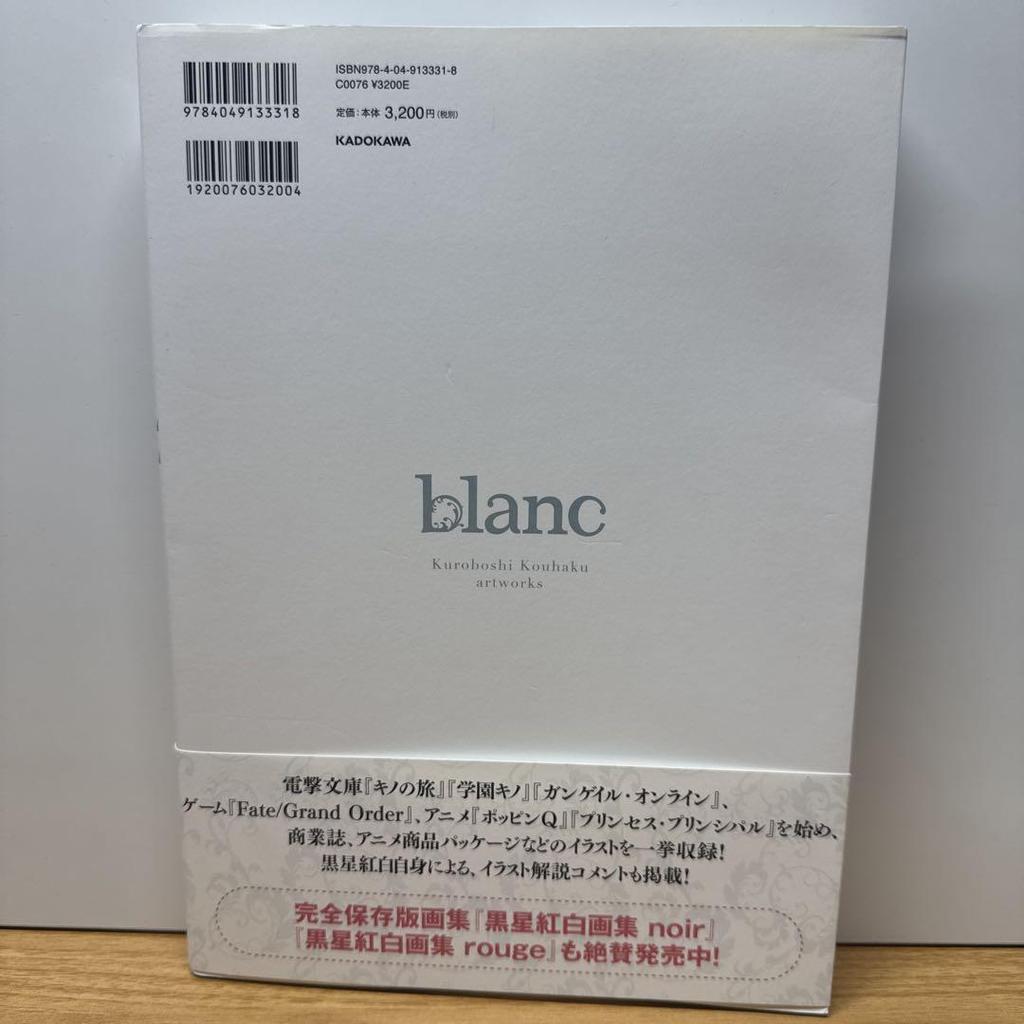 ISBN978-4-04-913331-8
C0076 ¥3200E
9784049133318
定価:本体 3,200円(税別)
KADOKAWA
1920076032004
blanc
Kuroboshi Kouhaku
artworks
電撃文庫『キノの旅』『学園キノ』『ガンゲイル・オンライン』、
ゲーム『Fate/Grand Order』、アニメ『ポッピンQ』『プリンセス・プリンシパル』を始め、
商業誌、アニメ商品パッケージなどのイラストを一挙収録!
黒星紅白自身による、イラスト解説コメントも掲載!
完全保存版画集『黒星紅白画集 noir』
『黒星紅白画集 rouge』も絶賛発売中!